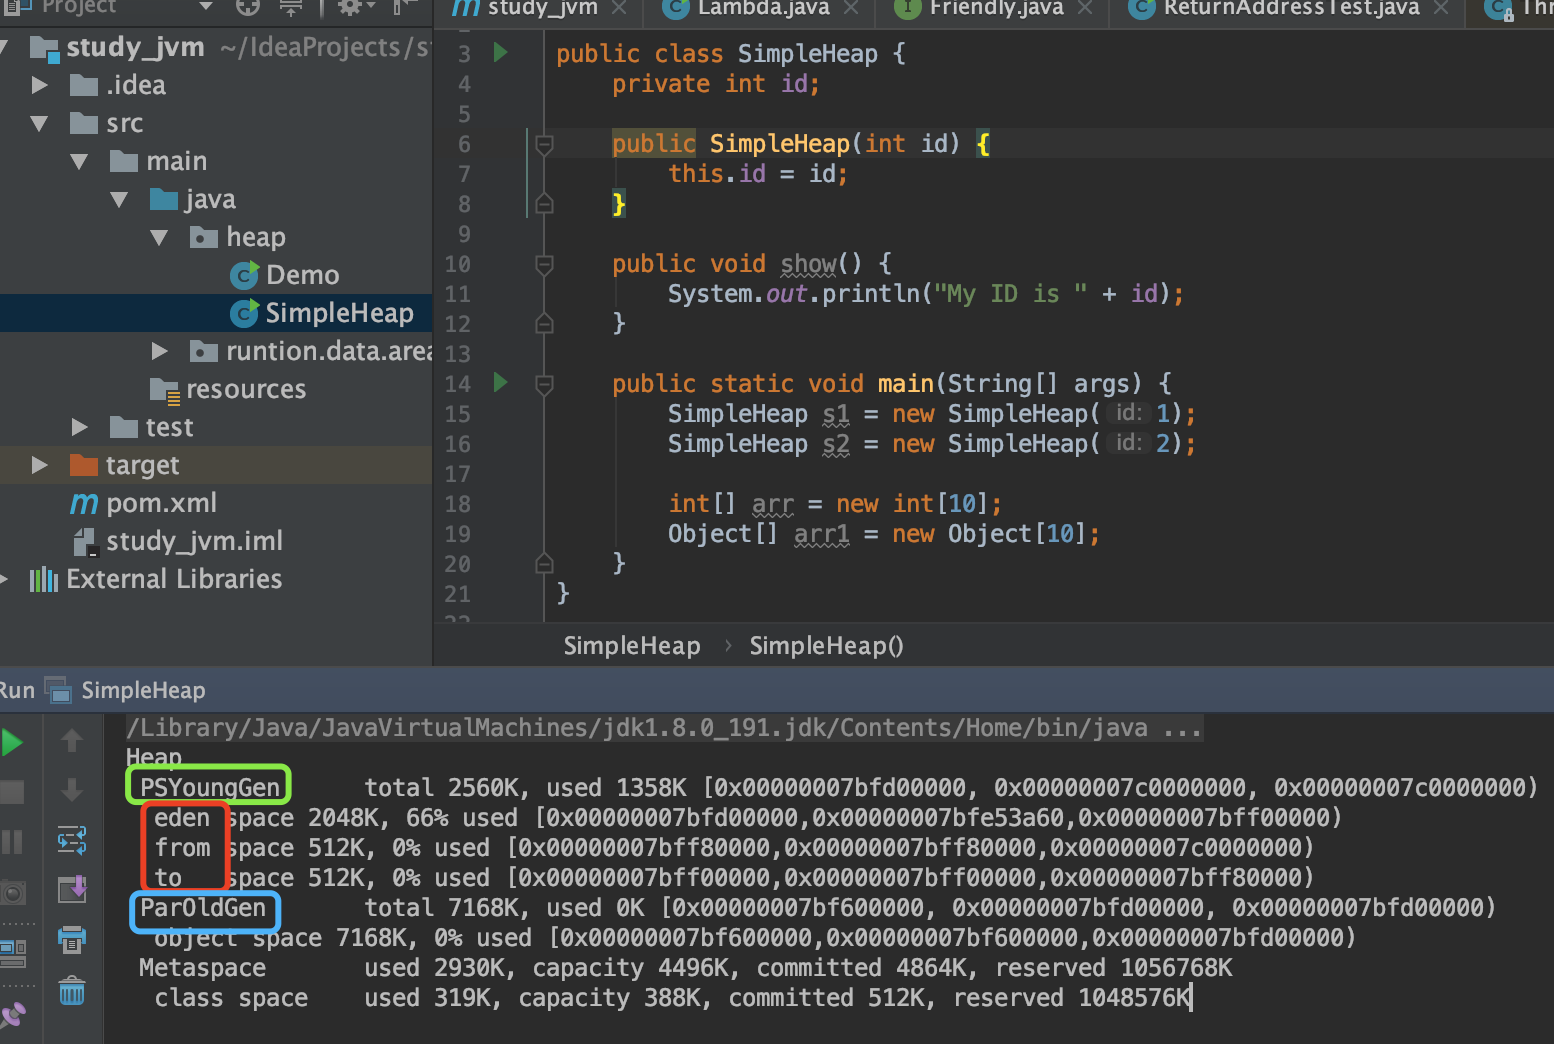 Project
study_jvm ~/IdeaProjects/s
.idea
src
main
java
heap
Demo
SimpleHeap
runtion.data.area
resources
test
target
pom.xml
study_jvm.iml
External Libraries
study_jvm Lambda.java Friendly.java ReturnAddressTest.java
3 public class SimpleHeap {
4 private int id;
5
6 public SimpleHeap(int id) {
7 this.id = id;
8 }
9
10 public void show() {
11 System.out.println("My ID is " + id);
12 }
13
14 public static void main(String[] args) {
15 SimpleHeap s1 = new SimpleHeap( id: 1);
16 SimpleHeap s2 = new SimpleHeap( id: 2);
17
18 int[] arr = new int[10];
19 Object[] arr1 = new Object[10];
20 }
21 }
SimpleHeap › SimpleHeap()
Run SimpleHeap
/Library/Java/JavaVirtualMachines/jdk1.8.0_191.jdk/Contents/Home/bin/java ...
Heap
PSYoungGen total 2560K, used 1358K [0x00000007bfd00000, 0x00000007c0000000, 0x00000007c0000000)
eden space 2048K, 66% used [0x00000007bfd00000,0x00000007bfe53a60,0x00000007bff00000)
from space 512K, 0% used [0x00000007bff80000,0x00000007bff80000,0x00000007c0000000)
to space 512K, 0% used [0x00000007bff00000,0x00000007bff00000,0x00000007bff80000)
ParOldGen total 7168K, used 0K [0x00000007bf600000, 0x00000007bfd00000, 0x00000007bfd00000)
object space 7168K, 0% used [0x00000007bf600000,0x00000007bf600000,0x00000007bfd00000)
Metaspace used 2930K, capacity 4496K, committed 4864K, reserved 1056768K
class space used 319K, capacity 388K, committed 512K, reserved 1048576K